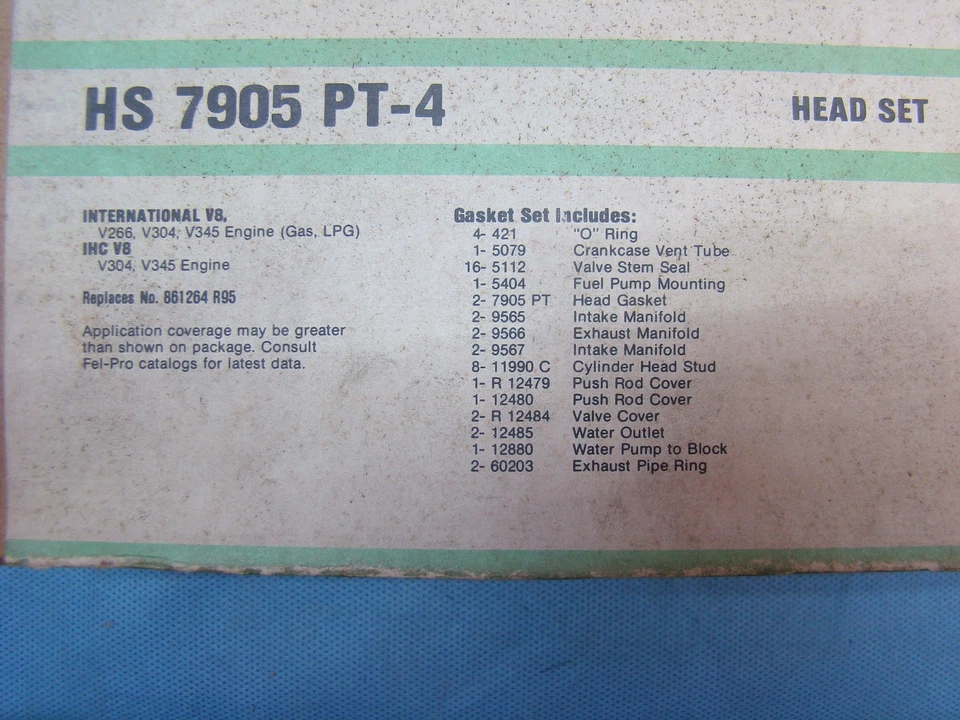 HS 7905 PT-4 HEAD SET
INTERNATIONAL V8,
V266, V304, V345 Engine (Gas, LPG)
IHC V8
V304, V345 Engine
Replaces No. 861264 R95
Application coverage may be greater
than shown on package. Consult
Fel-Pro catalogs for latest data.
Gasket Set Includes:
4- 421 "O" Ring
1- 5079 Crankcase Vent Tube
16- 5112 Valve Stem Seal
1- 5404 Fuel Pump Mounting
2- 7905 PT Head Gasket
2- 9565 Intake Manifold
2- 9566 Exhaust Manifold
2- 9567 Intake Manifold
8- 11990 C Cylinder Head Stud
1- R 12479 Push Rod Cover
1- 12480 Push Rod Cover
2- R 12484 Valve Cover
2- 12485 Water Outlet
1- 12880 Water Pump to Block
2- 60203 Exhaust Pipe Ring